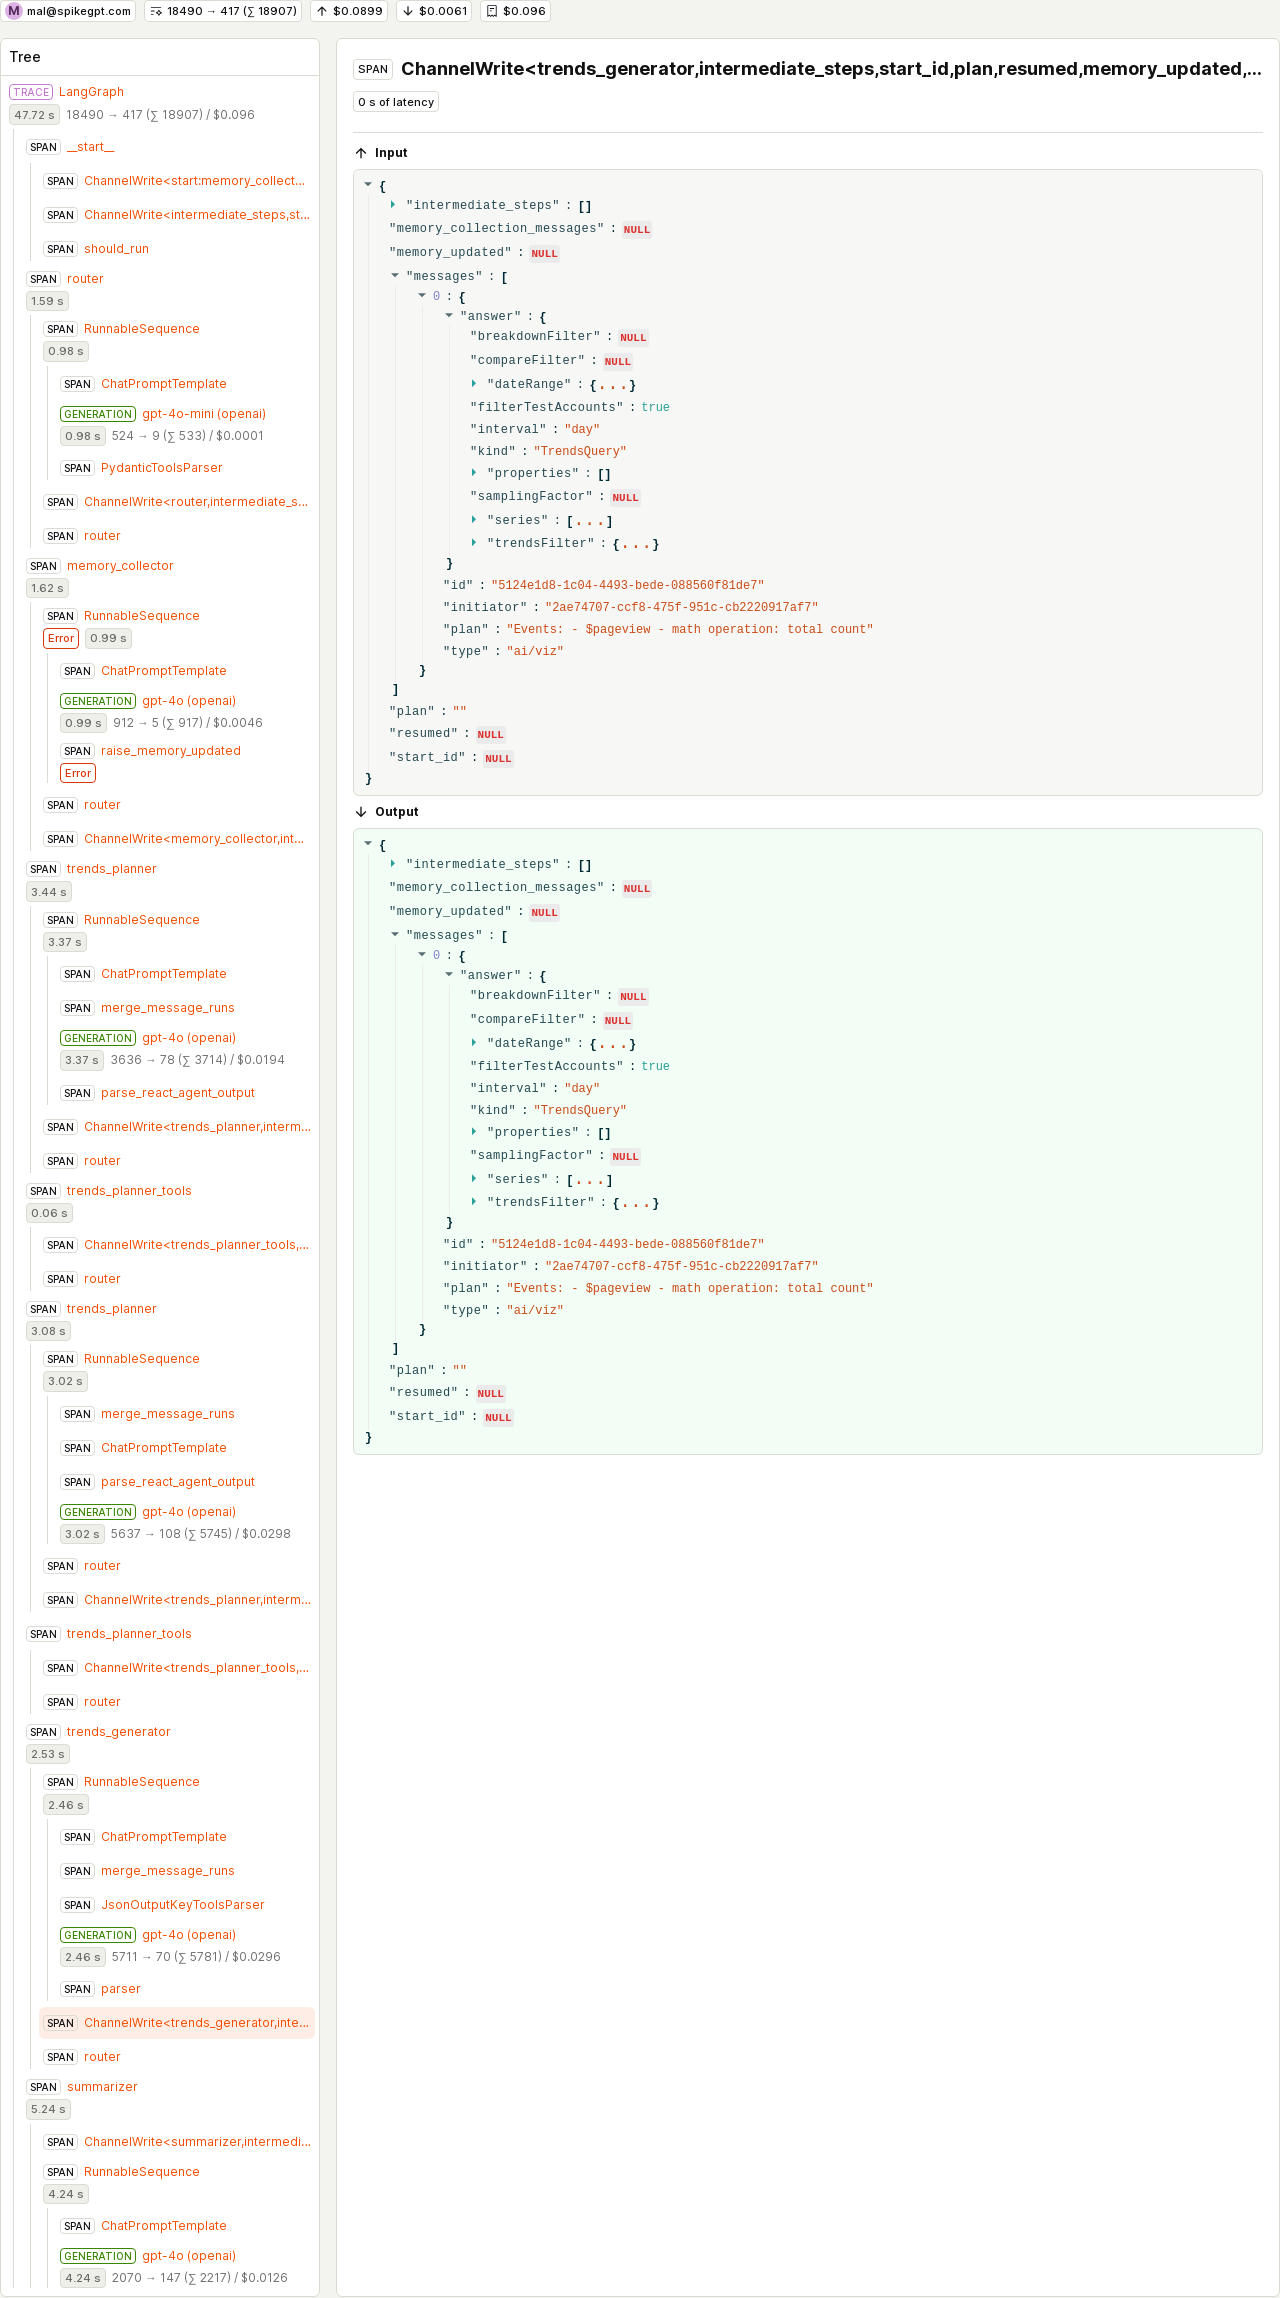 M mal@spikegpt.com 18490 → 417 (∑ 18907) ↑ $0.0899 ↓ $0.0061 $0.096
Tree
TRACE LangGraph
47.72 s 18490 → 417 (∑ 18907) / $0.096
SPAN __start__
SPAN ChannelWrite<start:memory_collect...
SPAN ChannelWrite<intermediate_steps,st...
SPAN should_run
SPAN router
1.59 s
SPAN RunnableSequence
0.98 s
SPAN ChatPromptTemplate
GENERATION gpt-4o-mini (openai)
0.98 s 524 → 9 (∑ 533) / $0.0001
SPAN PydanticToolsParser
SPAN ChannelWrite<router,intermediate_s...
SPAN router
SPAN memory_collector
1.62 s
SPAN RunnableSequence
Error 0.99 s
SPAN ChatPromptTemplate
GENERATION gpt-4o (openai)
0.99 s 912 → 5 (∑ 917) / $0.0046
SPAN raise_memory_updated
Error
SPAN router
SPAN ChannelWrite<memory_collector,int...
SPAN trends_planner
3.44 s
SPAN RunnableSequence
3.37 s
SPAN ChatPromptTemplate
SPAN merge_message_runs
GENERATION gpt-4o (openai)
3.37 s 3636 → 78 (∑ 3714) / $0.0194
SPAN parse_react_agent_output
SPAN ChannelWrite<trends_planner,interm...
SPAN router
SPAN trends_planner_tools
0.06 s
SPAN ChannelWrite<trends_planner_tools,...
SPAN router
SPAN trends_planner
3.08 s
SPAN RunnableSequence
3.02 s
SPAN merge_message_runs
SPAN ChatPromptTemplate
SPAN parse_react_agent_output
GENERATION gpt-4o (openai)
3.02 s 5637 → 108 (∑ 5745) / $0.0298
SPAN router
SPAN ChannelWrite<trends_planner,interm...
SPAN trends_planner_tools
SPAN ChannelWrite<trends_planner_tools,...
SPAN router
SPAN trends_generator
2.53 s
SPAN RunnableSequence
2.46 s
SPAN ChatPromptTemplate
SPAN merge_message_runs
SPAN JsonOutputKeyToolsParser
GENERATION gpt-4o (openai)
2.46 s 5711 → 70 (∑ 5781) / $0.0296
SPAN parser
SPAN ChannelWrite<trends_generator,inte...
SPAN router
SPAN summarizer
5.24 s
SPAN ChannelWrite<summarizer,intermedi...
SPAN RunnableSequence
4.24 s
SPAN ChatPromptTemplate
GENERATION gpt-4o (openai)
4.24 s 2070 → 147 (∑ 2217) / $0.0126
SPAN ChannelWrite<trends_generator,intermediate_steps,start_id,plan,resumed,memory_updated,...
0 s of latency
↑ Input
{
"intermediate_steps" : []
"memory_collection_messages" : NULL
"memory_updated" : NULL
"messages" : [
0 : {
"answer" : {
"breakdownFilter" : NULL
"compareFilter" : NULL
"dateRange" : {...}
"filterTestAccounts" : true
"interval" : "day"
"kind" : "TrendsQuery"
"properties" : []
"samplingFactor" : NULL
"series" : [...]
"trendsFilter" : {...}
}
"id" : "5124e1d8-1c04-4493-bede-088560f81de7"
"initiator" : "2ae74707-ccf8-475f-951c-cb2220917af7"
"plan" : "Events: - $pageview - math operation: total count"
"type" : "ai/viz"
}
]
"plan" : ""
"resumed" : NULL
"start_id" : NULL
}
↓ Output
{
"intermediate_steps" : []
"memory_collection_messages" : NULL
"memory_updated" : NULL
"messages" : [
0 : {
"answer" : {
"breakdownFilter" : NULL
"compareFilter" : NULL
"dateRange" : {...}
"filterTestAccounts" : true
"interval" : "day"
"kind" : "TrendsQuery"
"properties" : []
"samplingFactor" : NULL
"series" : [...]
"trendsFilter" : {...}
}
"id" : "5124e1d8-1c04-4493-bede-088560f81de7"
"initiator" : "2ae74707-ccf8-475f-951c-cb2220917af7"
"plan" : "Events: - $pageview - math operation: total count"
"type" : "ai/viz"
}
]
"plan" : ""
"resumed" : NULL
"start_id" : NULL
}